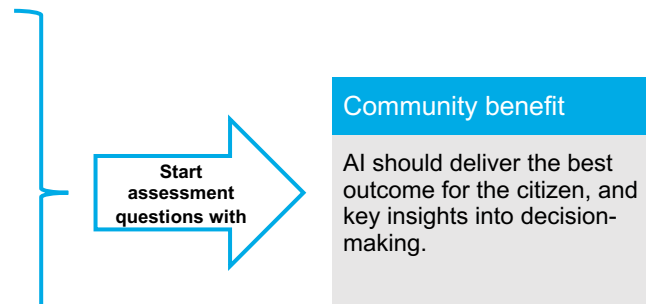 Start
assessment
questions with
Community benefit
AI should deliver the best
outcome for the citizen, and
key insights into decision-
making.